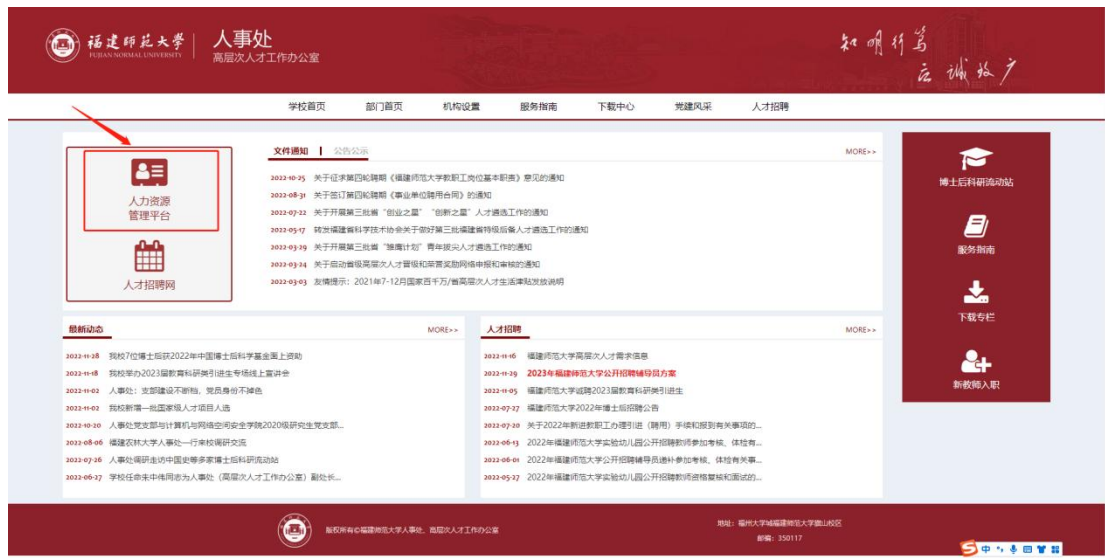 福建师范大学
FUJIAN NORMAL UNIVERSITY
人事处
高层次人才工作办公室
知明行笃
立诚致广
学校首页 部门首页 机构设置 服务指南 下载中心 党建风采 人才招聘
人力资源
管理平台
人才招聘网
文件通知 公告公示 MORE>>
2022-10-25 关于征求第四轮聘期《福建师范大学教职工岗位基本职责》意见的通知
2022-08-31 关于签订第四轮聘期《事业单位聘用合同》的通知
2022-07-22 关于开展第三批省“创业之星”“创新之星”人才遴选工作的通知
2022-05-17 转发福建省科学技术协会关于做好第三批福建省特级后备人才遴选工作的通知
2022-03-29 关于开展第三批省“雏鹰计划”青年拔尖人才遴选工作的通知
2022-03-24 关于启动省级高层次人才晋级和荣誉奖励网络申报和审核的通知
2022-03-03 友情提示：2021年7-12月国家百千万/省高层次人才生活津贴发放说明
博士后科研流动站
服务指南
下载专栏
新教师入职
最新动态 MORE>>
2022-11-28 我校7位博士后获2022年中国博士后科学基金面上资助
2022-11-18 我校举办2023届教育科研类引进生专场线上宣讲会
2022-11-02 人事处：支部建设不断档，党员身份不掉色
2022-11-02 我校新增一批国家级人才项目人选
2022-10-20 人事处党支部与计算机与网络空间安全学院2020级研究生党支部...
2022-08-06 福建农林大学人事处一行来校调研交流
2022-07-26 人事处调研走访中国史等多家博士后科研流动站
2022-06-27 学校任命朱中伟同志为人事处（高层次人才工作办公室）副处长...
人才招聘 MORE>>
2022-11-16 福建师范大学高层次人才需求信息
2022-11-29 2023年福建师范大学公开招聘辅导员方案
2022-11-05 福建师范大学诚聘2023届教育科研类引进生
2022-07-27 福建师范大学2022年博士后招聘公告
2022-07-20 关于2022年新进教职工办理引进（聘用）手续和报到有关事项的...
2022-06-13 2022年福建师范大学实验幼儿园公开招聘教师参加考核、体检有...
2022-06-01 2022年福建师范大学公开招聘辅导员递补参加考核、体检有关事...
2022-05-27 2022年福建师范大学实验幼儿园公开招聘教师资格复核和面试的...
版权所有©福建师范大学人事处、高层次人才工作办公室
地址：福州大学城福建师范大学旗山校区
邮编：350117
中